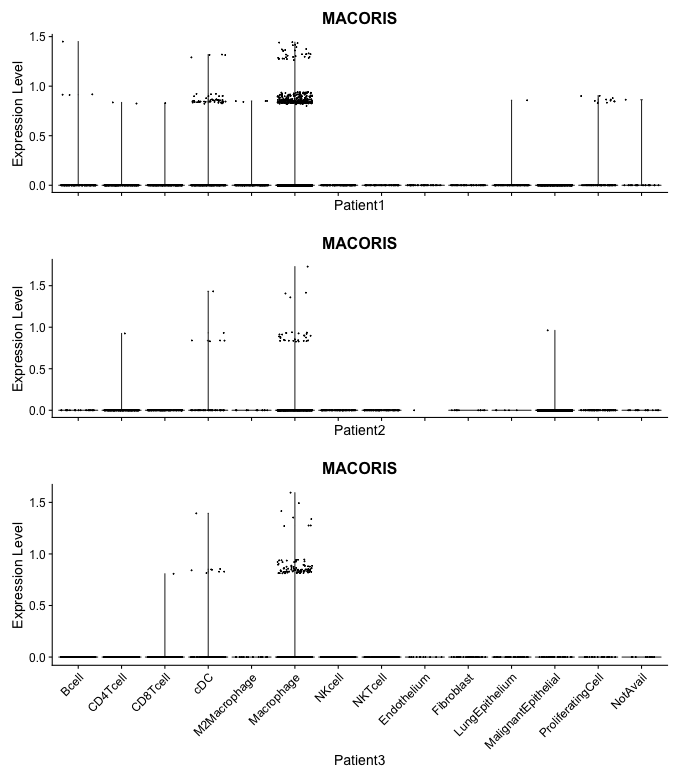 MACORIS
Expression Level
1.5
1.0
0.5
0.0
Patient1
MACORIS
Expression Level
1.5
1.0
0.5
0.0
Patient2
MACORIS
Expression Level
1.5
1.0
0.5
0.0
Bcell
CD4Tcell
CD8Tcell
cDC
M2Macrophage
Macrophage
NKcell
NKTcell
Endothelium
Fibroblast
LungEpithelium
MalignantEpithelial
ProliferatingCell
NotAvail
Patient3